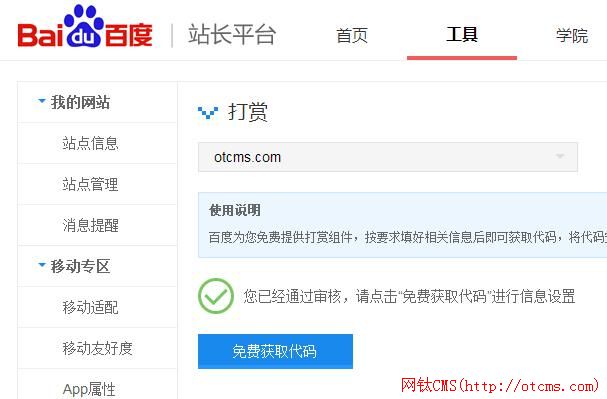 Bai du 百度 | 站长平台
首页
工具
学院
我的网站
站点信息
站点管理
消息提醒
移动专区
移动适配
移动友好度
App属性
打赏
otcms.com
使用说明
百度为您免费提供打赏组件，按要求填好相关信息后即可获取代码，将代码
您已经通过审核，请点击“免费获取代码”进行信息设置
免费获取代码
网钛CMS(http://otcms.com)